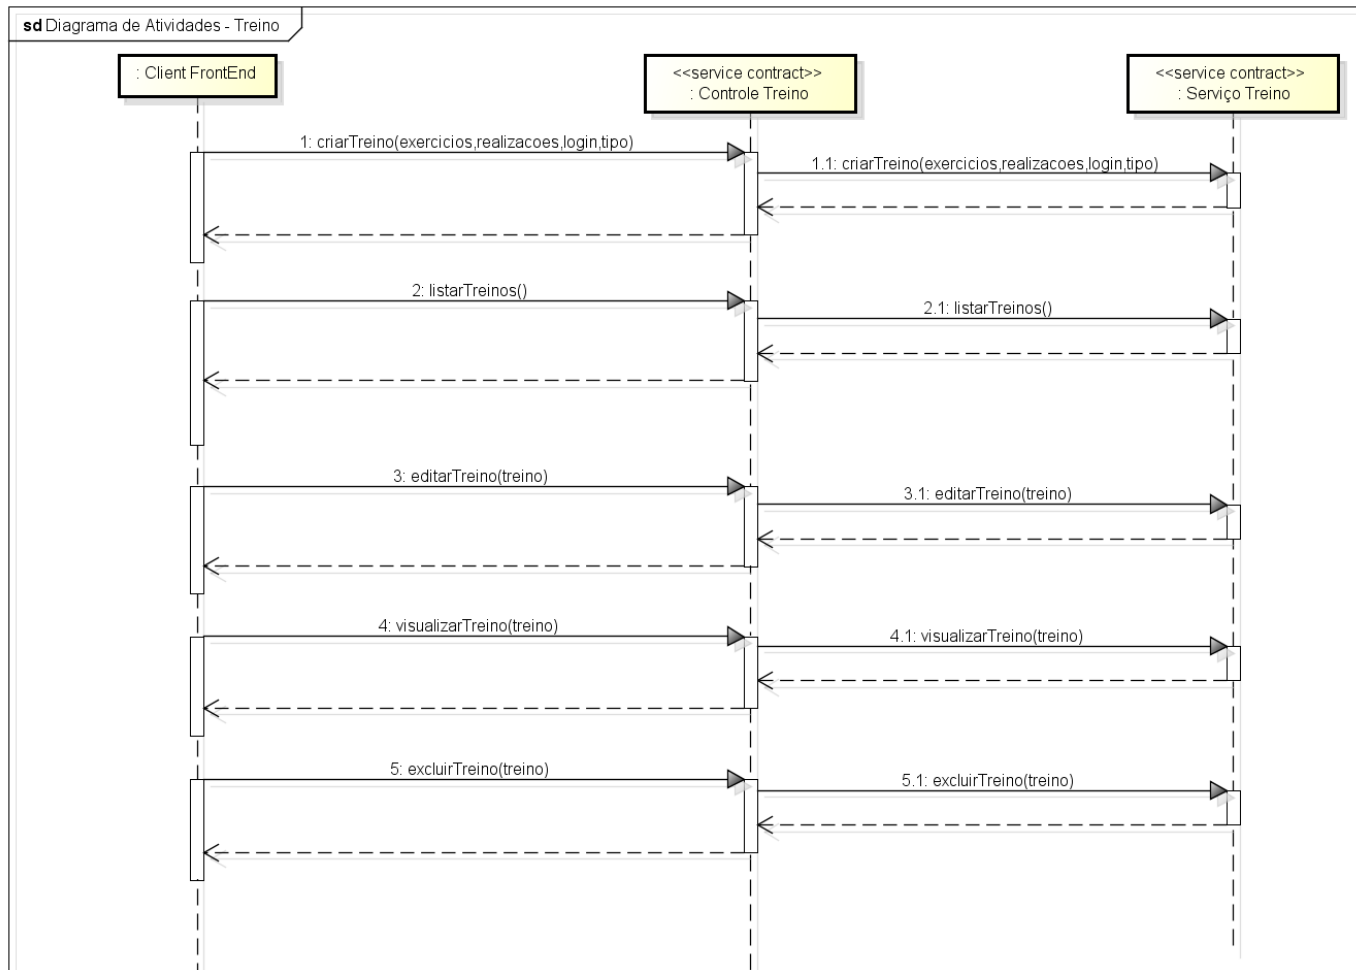 sd Diagrama de Atividades - Treino
: Client FrontEnd
<<service contract>>
: Controle Treino
<<service contract>>
: Serviço Treino
1: criarTreino(exercicios,realizacoes,login,tipo)
1.1: criarTreino(exercicios,realizacoes,login,tipo)
2: listarTreinos()
2.1: listarTreinos()
3: editarTreino(treino)
3.1: editarTreino(treino)
4: visualizarTreino(treino)
4.1: visualizarTreino(treino)
5: excluirTreino(treino)
5.1: excluirTreino(treino)